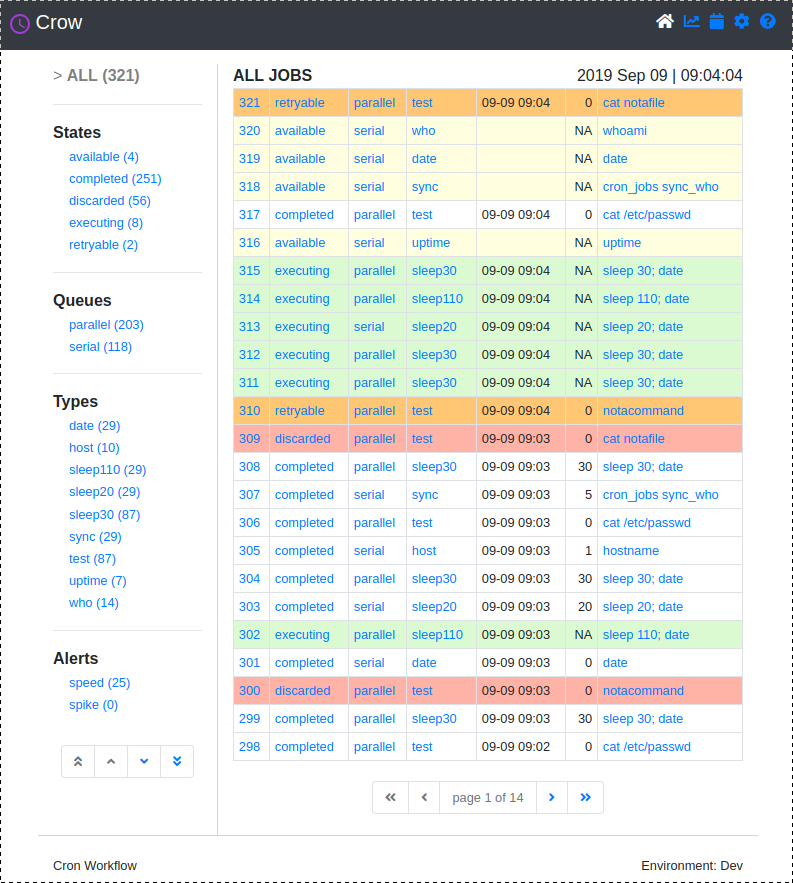 Crow
> ALL (321)
States
available (4)
completed (251)
discarded (56)
executing (8)
retryable (2)
Queues
parallel (203)
serial (118)
Types
date (29)
host (10)
sleep110 (29)
sleep20 (29)
sleep30 (87)
sync (29)
test (87)
uptime (7)
who (14)
Alerts
speed (25)
spike (0)
ALL JOBS 2019 Sep 09 | 09:04:04
321 retryable parallel test 09-09 09:04 0 cat notafile
320 available serial who NA whoami
319 available serial date NA date
318 available serial sync NA cron_jobs sync_who
317 completed parallel test 09-09 09:04 0 cat /etc/passwd
316 available serial uptime NA uptime
315 executing parallel sleep30 09-09 09:04 NA sleep 30; date
314 executing parallel sleep110 09-09 09:04 NA sleep 110; date
313 executing serial sleep20 09-09 09:04 NA sleep 20; date
312 executing parallel sleep30 09-09 09:04 NA sleep 30; date
311 executing parallel sleep30 09-09 09:04 NA sleep 30; date
310 retryable parallel test 09-09 09:04 0 notacommand
309 discarded parallel test 09-09 09:03 0 cat notafile
308 completed parallel sleep30 09-09 09:03 30 sleep 30; date
307 completed serial sync 09-09 09:03 5 cron_jobs sync_who
306 completed parallel test 09-09 09:03 0 cat /etc/passwd
305 completed serial host 09-09 09:03 1 hostname
304 completed parallel sleep30 09-09 09:03 30 sleep 30; date
303 completed serial sleep20 09-09 09:03 20 sleep 20; date
302 executing parallel sleep110 09-09 09:03 NA sleep 110; date
301 completed serial date 09-09 09:03 0 date
300 discarded parallel test 09-09 09:03 0 notacommand
299 completed parallel sleep30 09-09 09:03 30 sleep 30; date
298 completed parallel test 09-09 09:02 0 cat /etc/passwd
page 1 of 14
Cron Workflow Environment: Dev